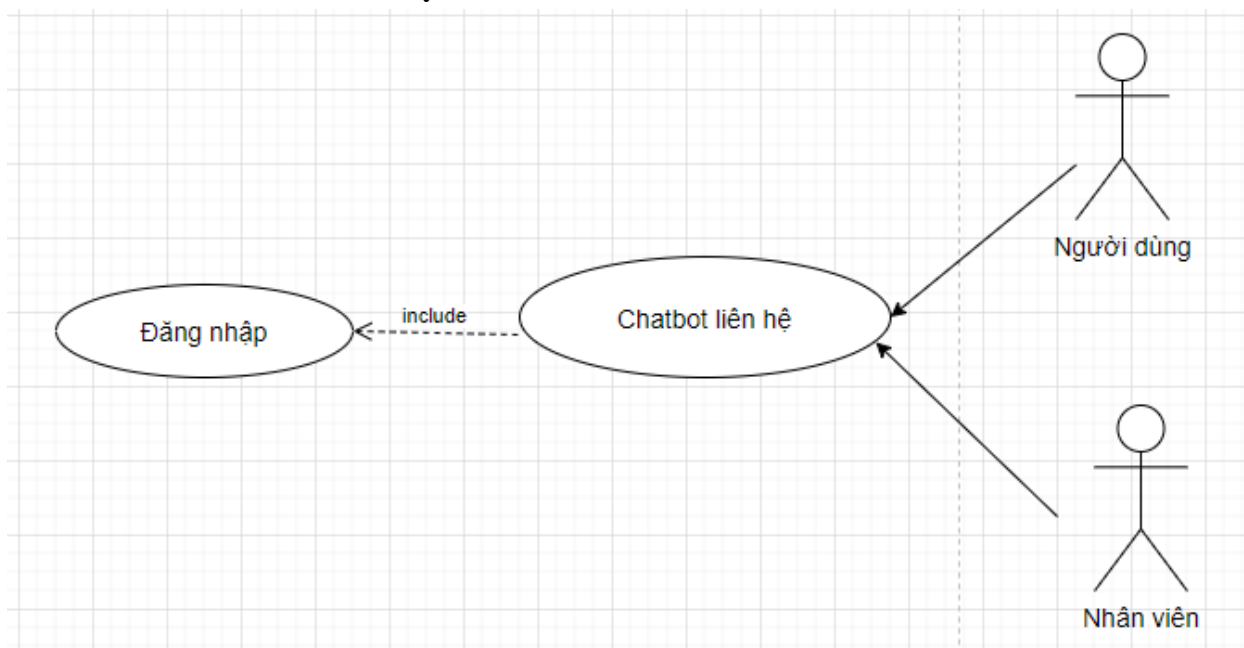 Người dùng
include
Chatbot liên hệ
Đăng nhập
Nhân viên